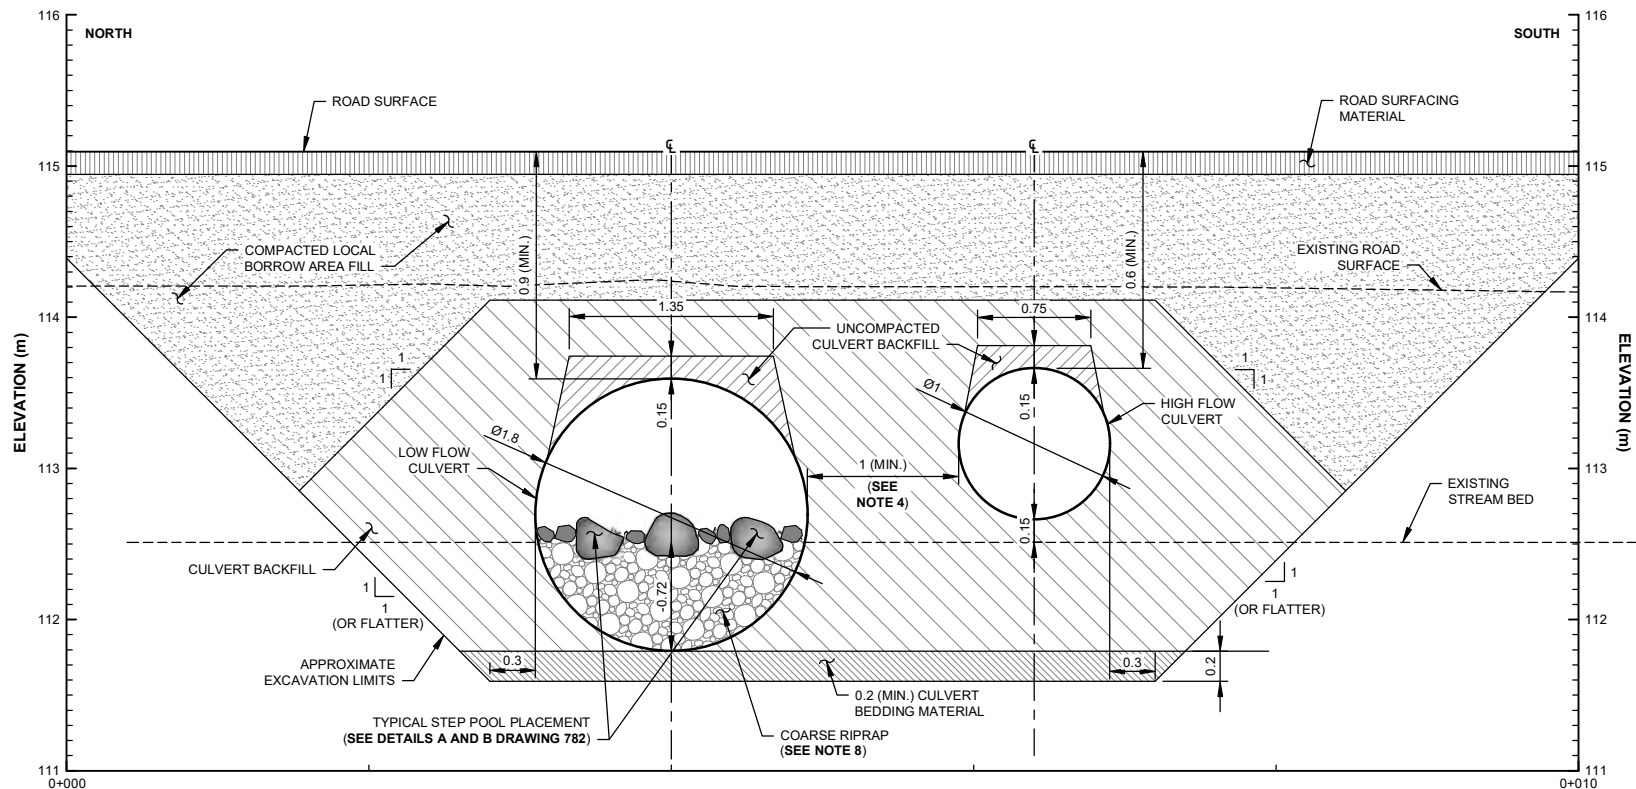 116
116
NORTH
SOUTH
ROAD SURFACE
ROAD SURFACING
MATERIAL
℄
℄
115
115
COMPACTED LOCAL
BORROW AREA FILL
0.9 (MIN.)
0.6 (MIN.)
EXISTING ROAD
SURFACE
1.35
0.75
114
114
UNCOMPACTED
CULVERT BACKFILL
1
1
1
1
ELEVATION (m)
ELEVATION (m)
Ø1.8
0.15
Ø1
0.15
HIGH FLOW
CULVERT
LOW FLOW
CULVERT
1 (MIN.)
(SEE
NOTE 4)
113
113
EXISTING
STREAM BED
0.15
CULVERT BACKFILL
-0.72
1
1
(OR FLATTER)
1
1
(OR FLATTER)
112
112
APPROXIMATE
EXCAVATION LIMITS
0.3
0.3
0.2
0.2 (MIN.) CULVERT
BEDDING MATERIAL
TYPICAL STEP POOL PLACEMENT
(SEE DETAILS A AND B DRAWING 782)
COARSE RIPRAP
(SEE NOTE 8)
111
111
0+000
0+010